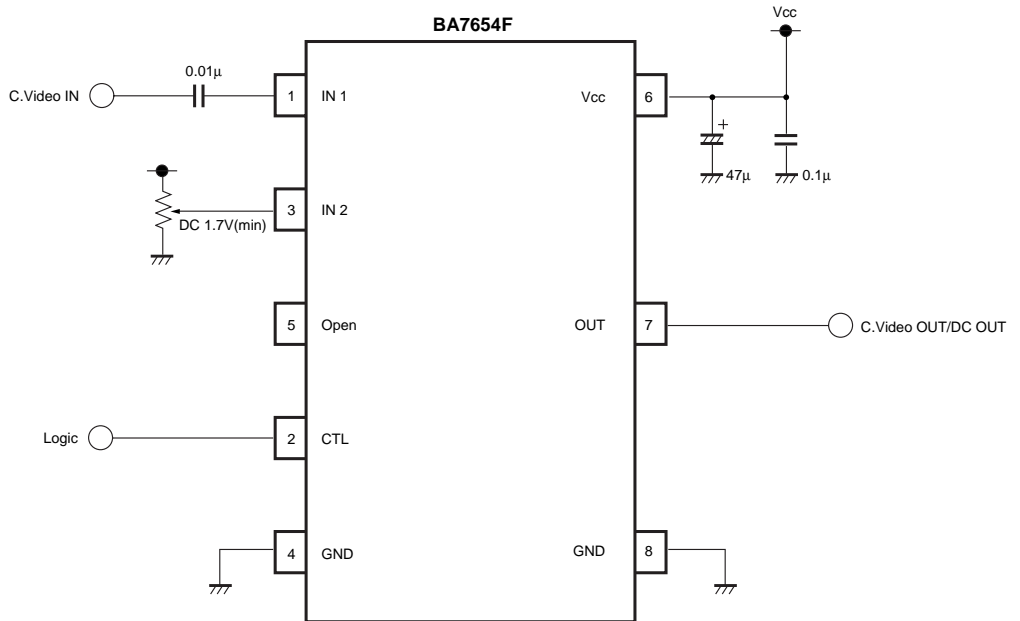 BA7654F
Vcc
0.01μ
C.Video IN
1
IN 1
Vcc
6
+
47μ
0.1μ
3
IN 2
DC 1.7V(min)
5
Open
OUT
7
C.Video OUT/DC OUT
Logic
2
CTL
4
GND
GND
8